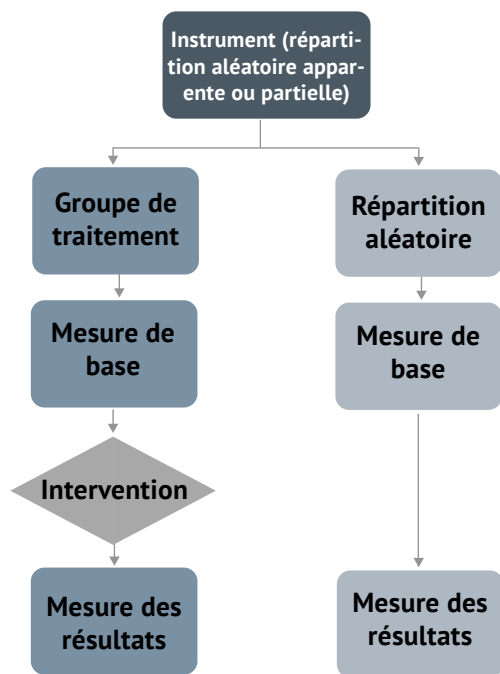 Instrument (réparti-
tion aléatoire appar-
ente ou partielle)
Groupe de
traitement
Répartition
aléatoire
Mesure de
base
Mesure de
base
Intervention
Mesure des
résultats
Mesure des
résultats